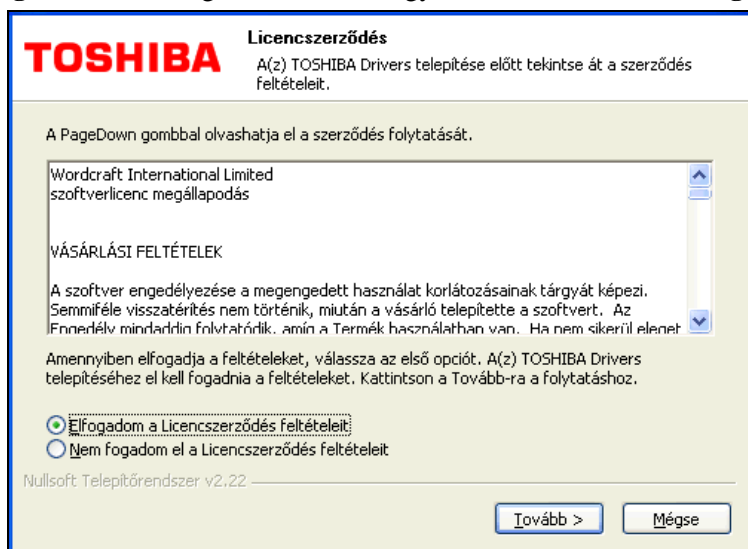 TOSHIBA
Licencszerződés
A(z) TOSHIBA Drivers telepítése előtt tekintse át a szerződés
feltételeit.
A PageDown gombbal olvashatja el a szerződés folytatását.
Wordcraft International Limited
szoftverlicenc megállapodás
VÁSÁRLÁSI FELTÉTELEK
A szoftver engedélyezése a megengedett használat korlátozásainak tárgyát képezi.
Semmiféle visszatérítés nem történik, miután a vásárló telepítette a szoftvert. Az
Engedély mindaddig folytatódik, amíg a Termék használatban van. Ha nem sikerül eleget
Amennyiben elfogadja a feltételeket, válassza az első opciót. A(z) TOSHIBA Drivers
telepítéséhez el kell fogadnia a feltételeket. Kattintson a Tovább-ra a folytatáshoz.
Elfogadom a Licencszerződés feltételeit
Nem fogadom el a Licencszerződés feltételeit
Nullsoft Telepítőrendszer v2.22
Tovább >
Mégse